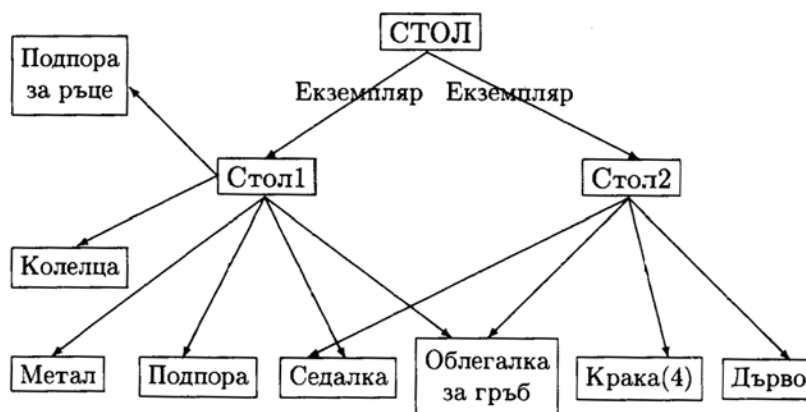 СТОЛ
Подпора
за ръце
Екземпляр
Екземпляр
Стол1
Стол2
Колелца
Метал
Подпора
Седалка
Облегалка
за гръб
Крака(4)
Дърво